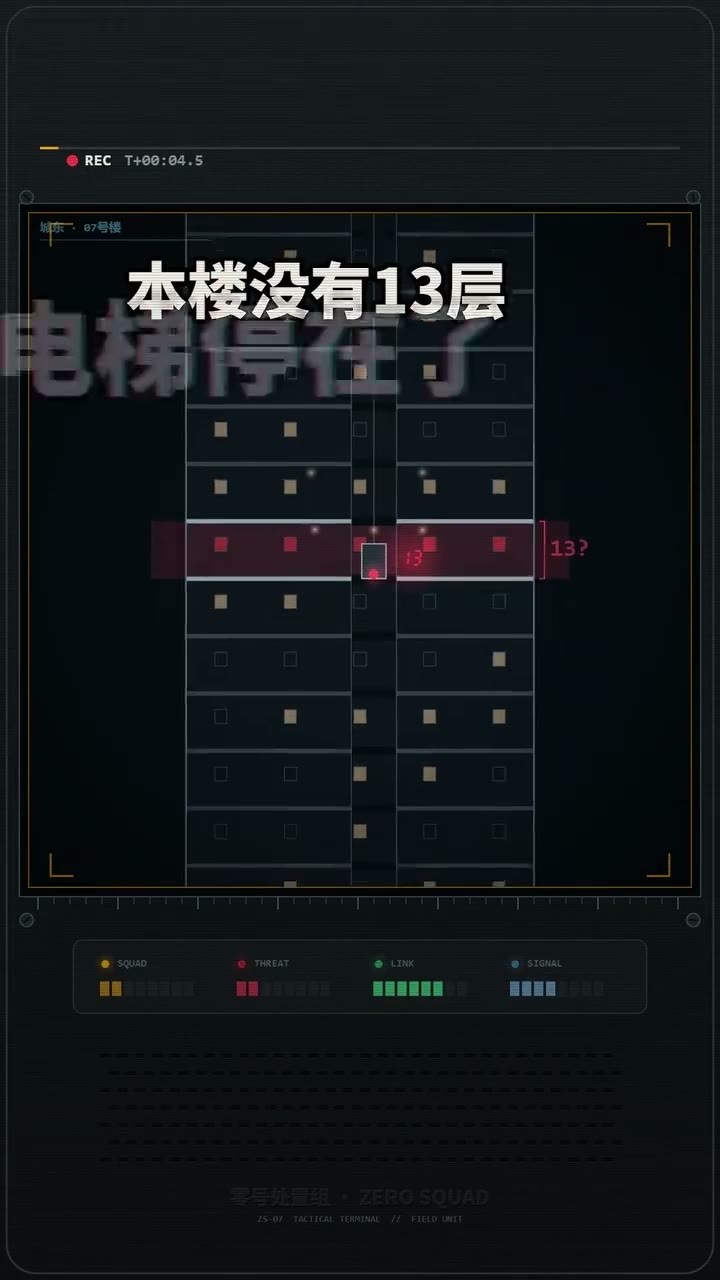 REC T+00:04.5
城东 · 07号楼
本楼没有13层
电梯停在了
13
13?
SQUAD
THREAT
LINK
SIGNAL
零号处置组 · ZERO SQUAD
ZS-07 TACTICAL TERMINAL // FIELD UNIT